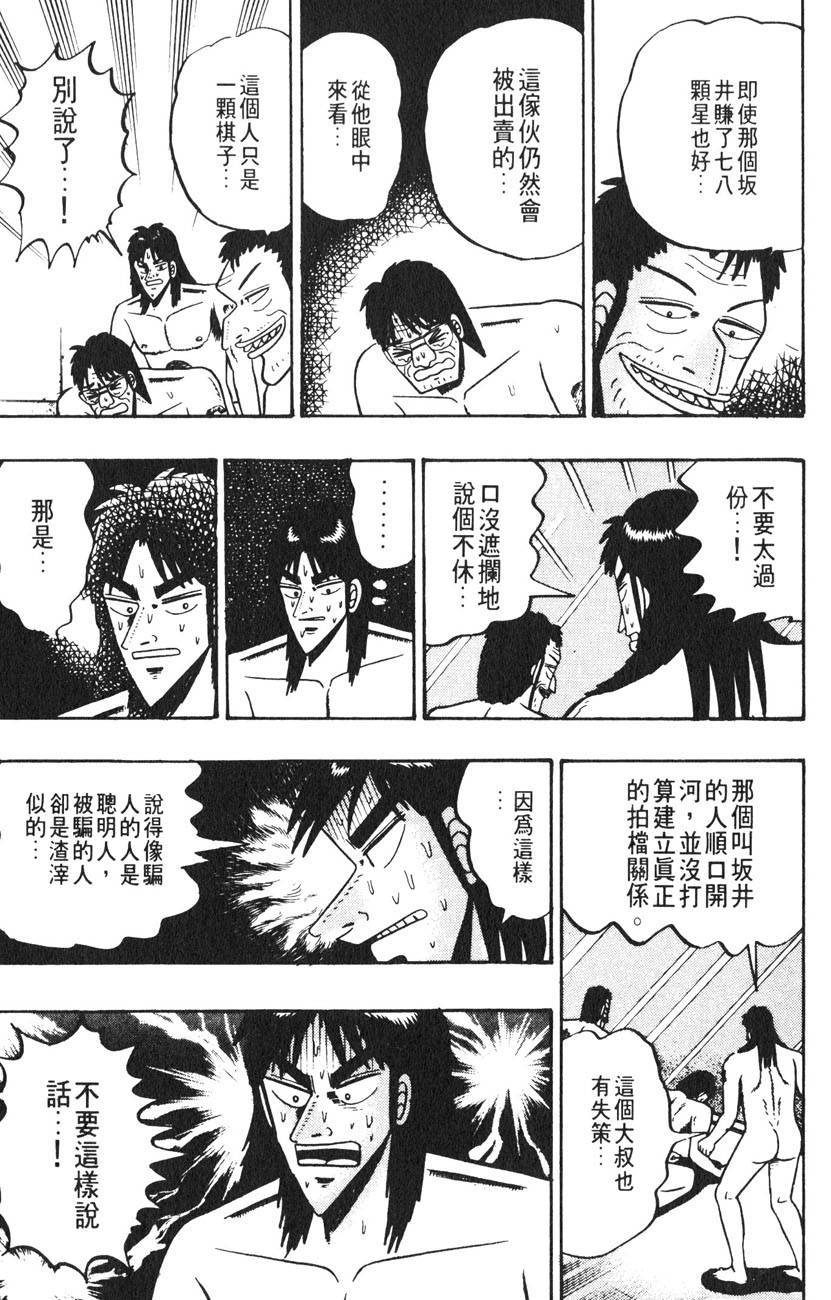 即使那個坂
井賺了七八
顆星也好…
這傢伙仍然會
被出賣的…
從他眼中
來看…
這個人只是
一顆棋子…
別說了…！
不要太過
份…！
口沒遮攔地
說個不休…
……
那是…
那個叫坂井
的人順口開
河，並沒打
算建立眞正
的拍檔關係。
這個大叔也
有失策…
因爲這樣
…
說得像騙
人的人是
聰明人，
被騙的人
卻是渣滓
似的…
不要這樣說
話…！